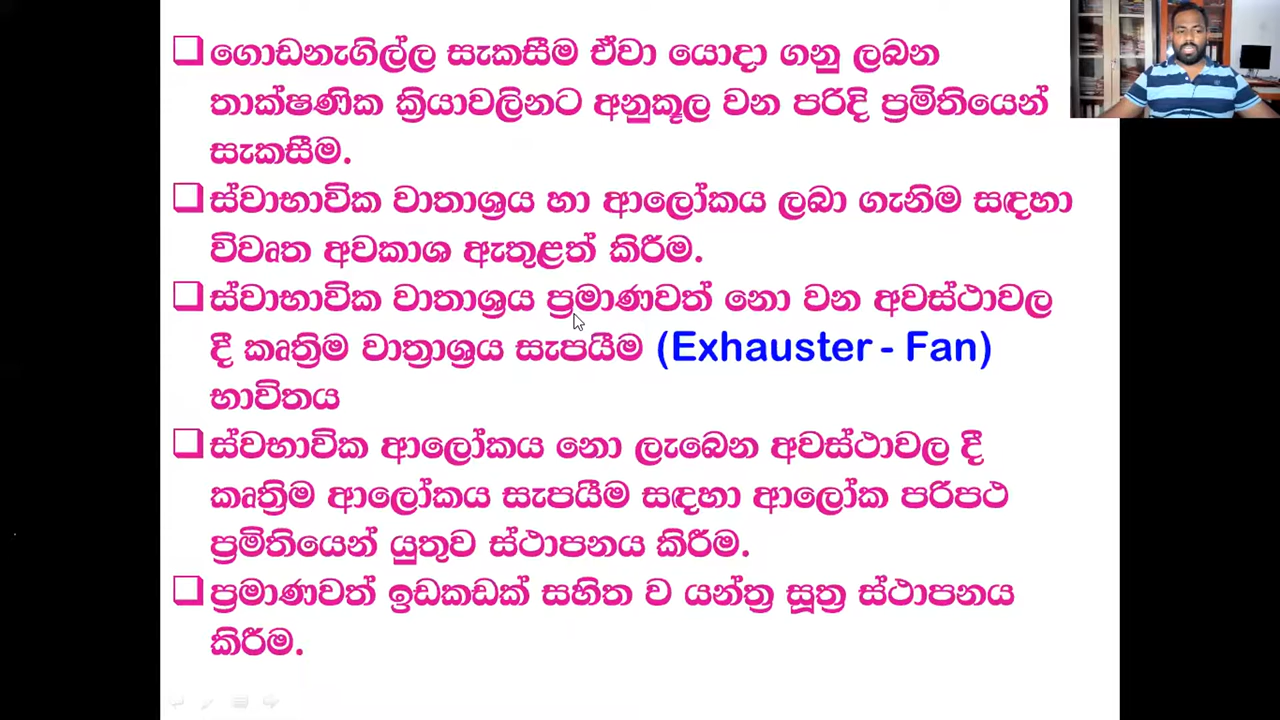 ❑ ගොඩනැගිල්ල සැකසීම ඒවා යොදා ගනු ලබන
තාක්ෂණික ක්‍රියාවලිනට අනුකූල වන පරිදි ප්‍රමිතියෙන්
සැකසීම.
❑ ස්වාභාවික වාතාශ්‍රය හා ආලෝකය ලබා ගැනිම සඳහා
විවෘත අවකාශ ඇතුළත් කිරීම.
❑ ස්වාභාවික වාතාශ්‍රය ප්‍රමාණවත් නො වන අවස්ථාවල
දී කෘත්‍රිම වාත්‍රාශ්‍රය සැපයීම (Exhauster - Fan)
භාවිතය
❑ ස්වභාවික ආලෝකය නො ලැබෙන අවස්ථාවල දී
කෘත්‍රිම ආලෝකය සැපයීම සඳහා ආලෝක පරිපථ
ප්‍රමිතියෙන් යුතුව ස්ථාපනය කිරීම.
❑ ප්‍රමාණවත් ඉඩකඩක් සහිත ව යන්ත්‍ර සූත්‍ර ස්ථාපනය
කිරීම.